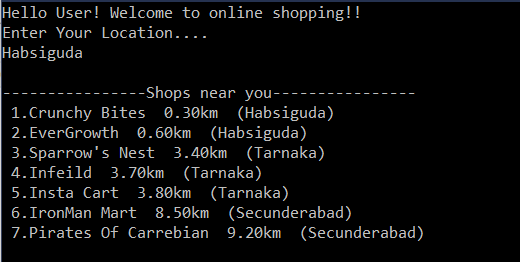 Hello User! Welcome to online shopping!!
Enter Your Location....
Habsiguda
----------------Shops near you----------------
1.Crunchy Bites  0.30km  (Habsiguda)
2.EverGrowth  0.60km  (Habsiguda)
3.Sparrow's Nest  3.40km  (Tarnaka)
4.Infeild  3.70km  (Tarnaka)
5.Insta Cart  3.80km  (Tarnaka)
6.IronMan Mart  8.50km  (Secunderabad)
7.Pirates Of Carrebian  9.20km  (Secunderabad)